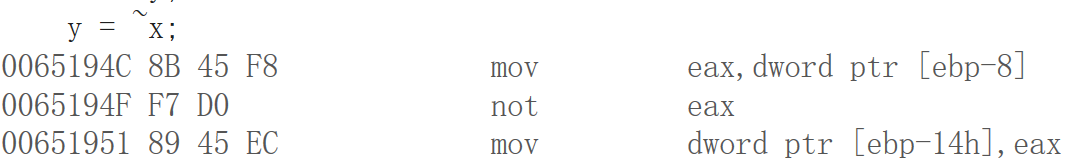 y = ~x;
0065194C 8B 45 F8 mov eax,dword ptr [ebp-8]
0065194F F7 D0 not eax
00651951 89 45 EC mov dword ptr [ebp-14h],eax